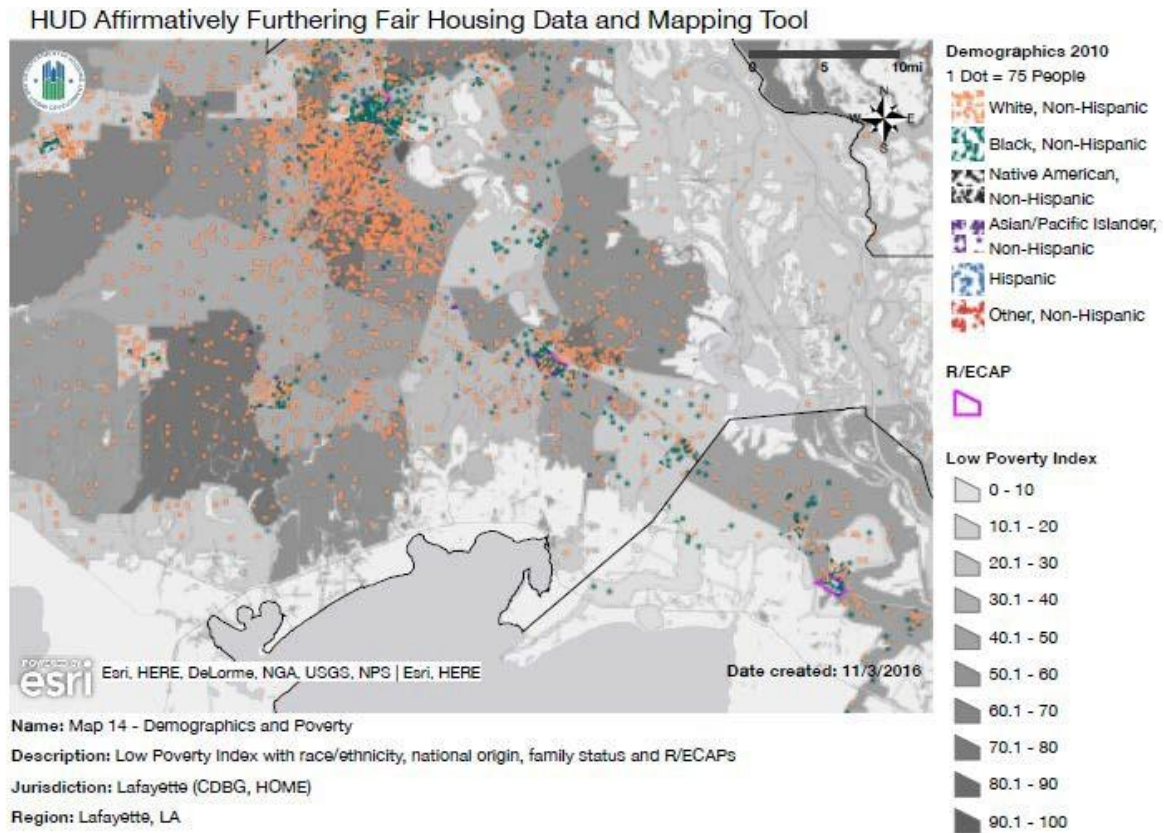 HUD Affirmatively Furthering Fair Housing Data and Mapping Tool
0 5 10mi
N
W E
S
Demographics 2010
1 Dot = 75 People
White, Non-Hispanic
Black, Non-Hispanic
Native American,
Non-Hispanic
Asian/Pacific Islander,
Non-Hispanic
Hispanic
Other, Non-Hispanic
R/ECAP
Low Poverty Index
0 - 10
10.1 - 20
20.1 - 30
30.1 - 40
40.1 - 50
50.1 - 60
60.1 - 70
70.1 - 80
80.1 - 90
90.1 - 100
POWERED BY
esri
Esri, HERE, DeLorme, NGA, USGS, NPS | Esri, HERE
Date created: 11/3/2016
Name: Map 14 - Demographics and Poverty
Description: Low Poverty Index with race/ethnicity, national origin, family status and R/ECAPs
Jurisdiction: Lafayette (CDBG, HOME)
Region: Lafayette, LA